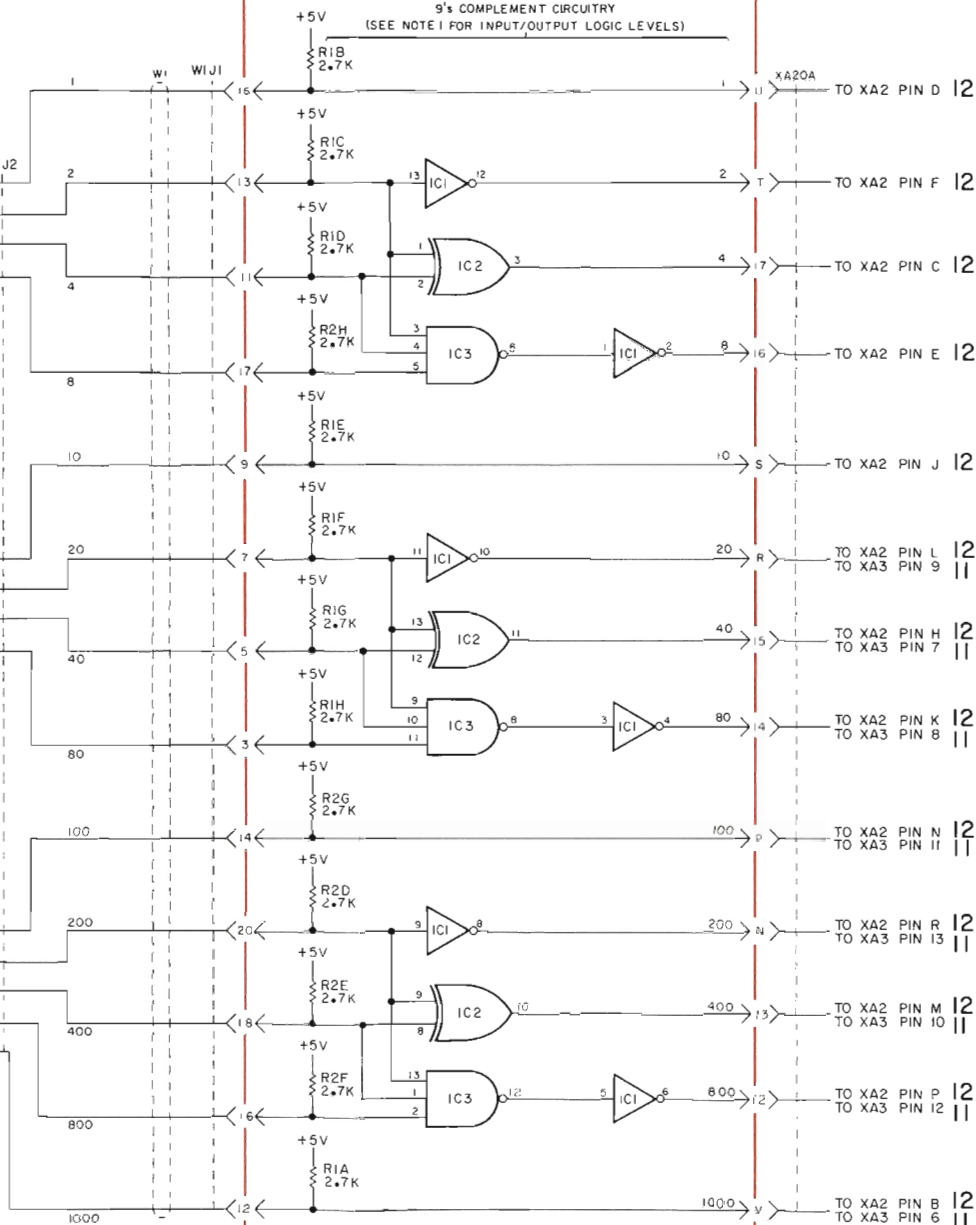 9's COMPLEMENT CIRCUITRY
(SEE NOTE 1 FOR INPUT/OUTPUT LOGIC LEVELS)
+5V
R1B
2.7K
W1
W1J1
XA20A
1
1
U
TO XA2 PIN D 12
+5V
R1C
2.7K
J2
2
13
13
IC1
12
2
T
TO XA2 PIN F 12
+5V
R1D
2.7K
1
IC2
3
4
17
TO XA2 PIN C 12
4
11
2
+5V
R2H
2.7K
3
4
5
IC3
6
1
IC1
2
8
16
TO XA2 PIN E 12
8
17
+5V
R1E
2.7K
10
9
10
S
TO XA2 PIN J 12
+5V
R1F
2.7K
20
7
11
IC1
10
20
R
TO XA2 PIN L 12
TO XA3 PIN 9 11
+5V
R1G
2.7K
13
IC2
11
40
15
TO XA2 PIN H 12
TO XA3 PIN 7 11
40
5
12
+5V
R1H
2.7K
9
10
11
IC3
8
3
IC1
4
80
14
TO XA2 PIN K 12
TO XA3 PIN 8 11
80
3
+5V
R2G
2.7K
100
14
100
P
TO XA2 PIN N 12
TO XA3 PIN 11 11
+5V
R2D
2.7K
200
20
9
IC1
8
200
N
TO XA2 PIN R 12
TO XA3 PIN 13 11
+5V
R2E
2.7K
9
IC2
10
400
13
TO XA2 PIN M 12
TO XA3 PIN 10 11
400
18
8
+5V
R2F
2.7K
13
1
2
IC3
12
5
IC1
6
800
12
TO XA2 PIN P 12
TO XA3 PIN 12 11
800
16
+5V
R1A
2.7K
1000
12
1000
V
TO XA2 PIN B 12
TO XA3 PIN 6 11